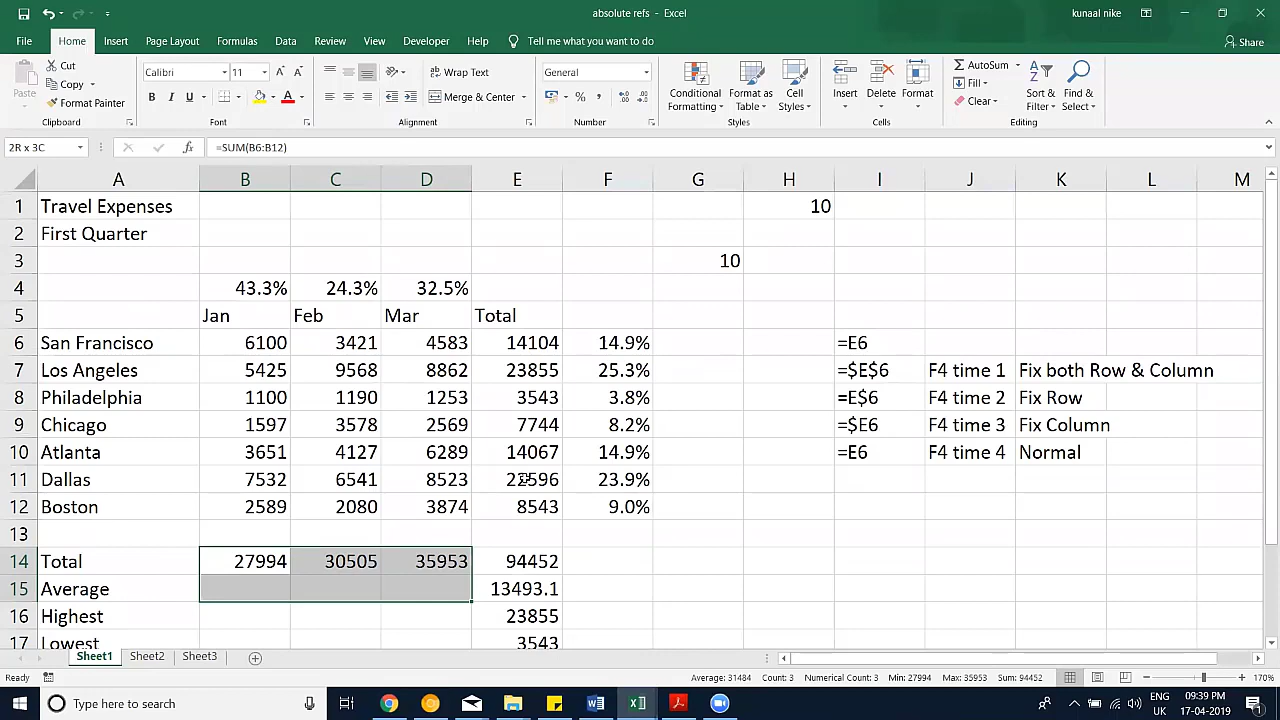 absolute refs - Excel
kunaal nike
File Home Insert Page Layout Formulas Data Review View Developer Help Tell me what you want to do
Share
Paste
Cut
Copy
Format Painter
Clipboard
Calibri 11
B I U
Font
Wrap Text
Merge & Center
Alignment
General
Number
Conditional Formatting
Format as Table
Cell Styles
Styles
Insert Delete Format
Cells
AutoSum
Fill
Clear
Sort & Filter
Find & Select
Editing
2R x 3C fx =SUM(B6:B12)
A B C D E F G H I J K L M
1 Travel Expenses 10
2 First Quarter
3 10
4 43.3% 24.3% 32.5%
5 Jan Feb Mar Total
6 San Francisco 6100 3421 4583 14104 14.9% =E6
7 Los Angeles 5425 9568 8862 23855 25.3% =$E$6 F4 time 1 Fix both Row & Column
8 Philadelphia 1100 1190 1253 3543 3.8% =E$6 F4 time 2 Fix Row
9 Chicago 1597 3578 2569 7744 8.2% =$E6 F4 time 3 Fix Column
10 Atlanta 3651 4127 6289 14067 14.9% =E6 F4 time 4 Normal
11 Dallas 7532 6541 8523 22596 23.9%
12 Boston 2589 2080 3874 8543 9.0%
13
14 Total 27994 30505 35953 94452
15 Average 13493.1
16 Highest 23855
17 Lowest 3543
Sheet1 Sheet2 Sheet3
Ready Average: 31484 Count: 3 Numerical Count: 3 Min: 27994 Max: 35953 Sum: 94452 170%
Type here to search
ENG 09:39 PM
UK 17-04-2019